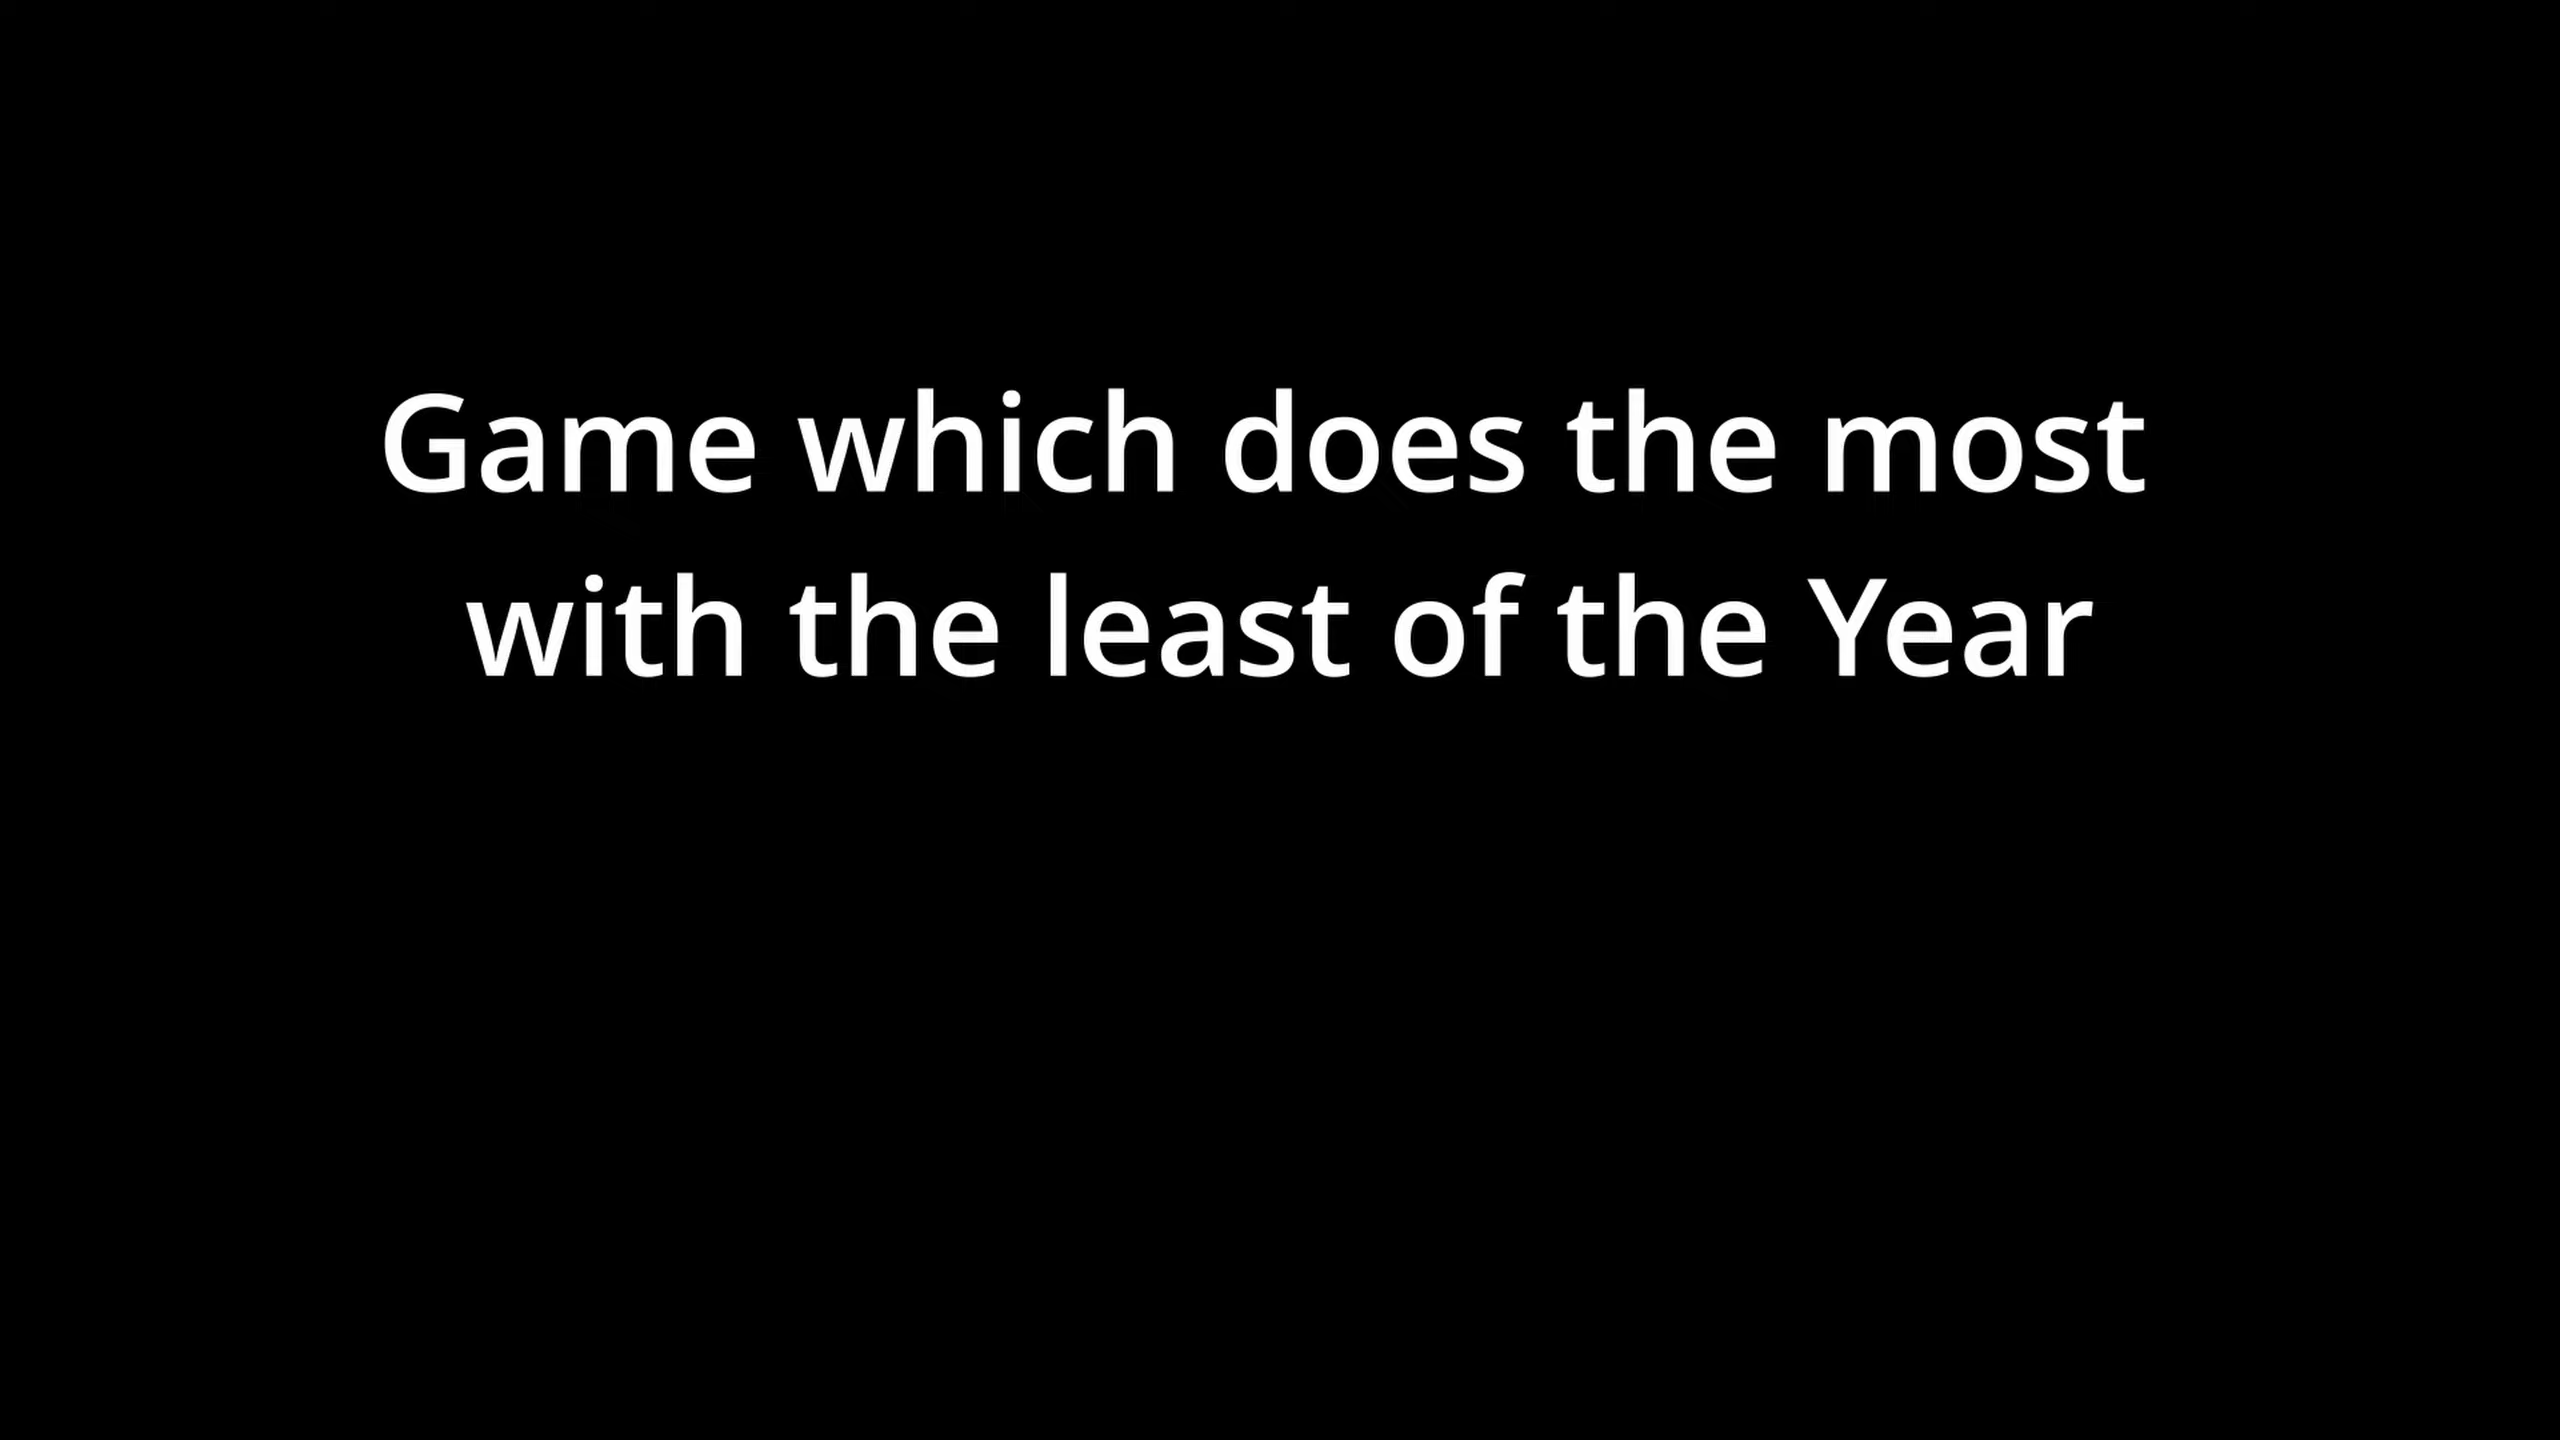 Game which does the most
with the least of the Year